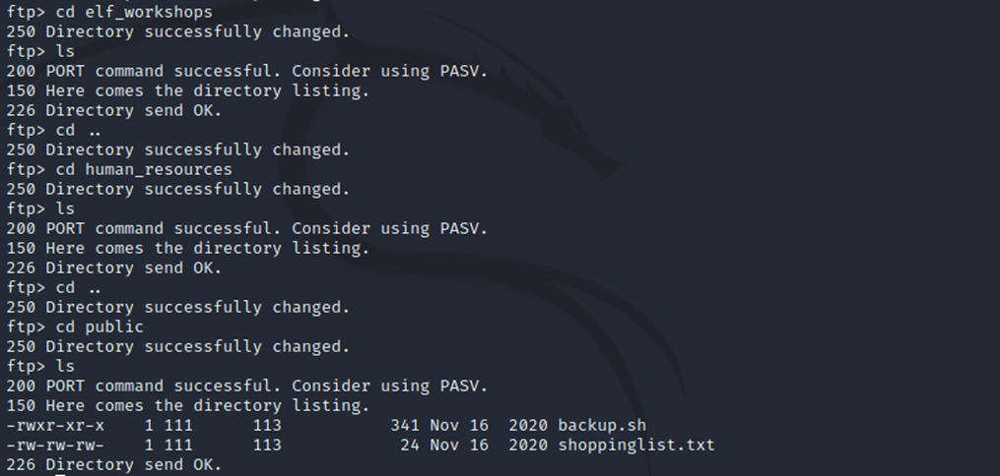 ftp> cd elf_workshops
250 Directory successfully changed.
ftp> ls
200 PORT command successful. Consider using PASV.
150 Here comes the directory listing.
226 Directory send OK.
ftp> cd ..
250 Directory successfully changed.
ftp> cd human_resources
250 Directory successfully changed.
ftp> ls
200 PORT command successful. Consider using PASV.
150 Here comes the directory listing.
226 Directory send OK.
ftp> cd ..
250 Directory successfully changed.
ftp> cd public
250 Directory successfully changed.
ftp> ls
200 PORT command successful. Consider using PASV.
150 Here comes the directory listing.
-rwxr-xr-x    1 111      113           341 Nov 16  2020 backup.sh
-rw-rw-rw-    1 111      113            24 Nov 16  2020 shoppinglist.txt
226 Directory send OK.